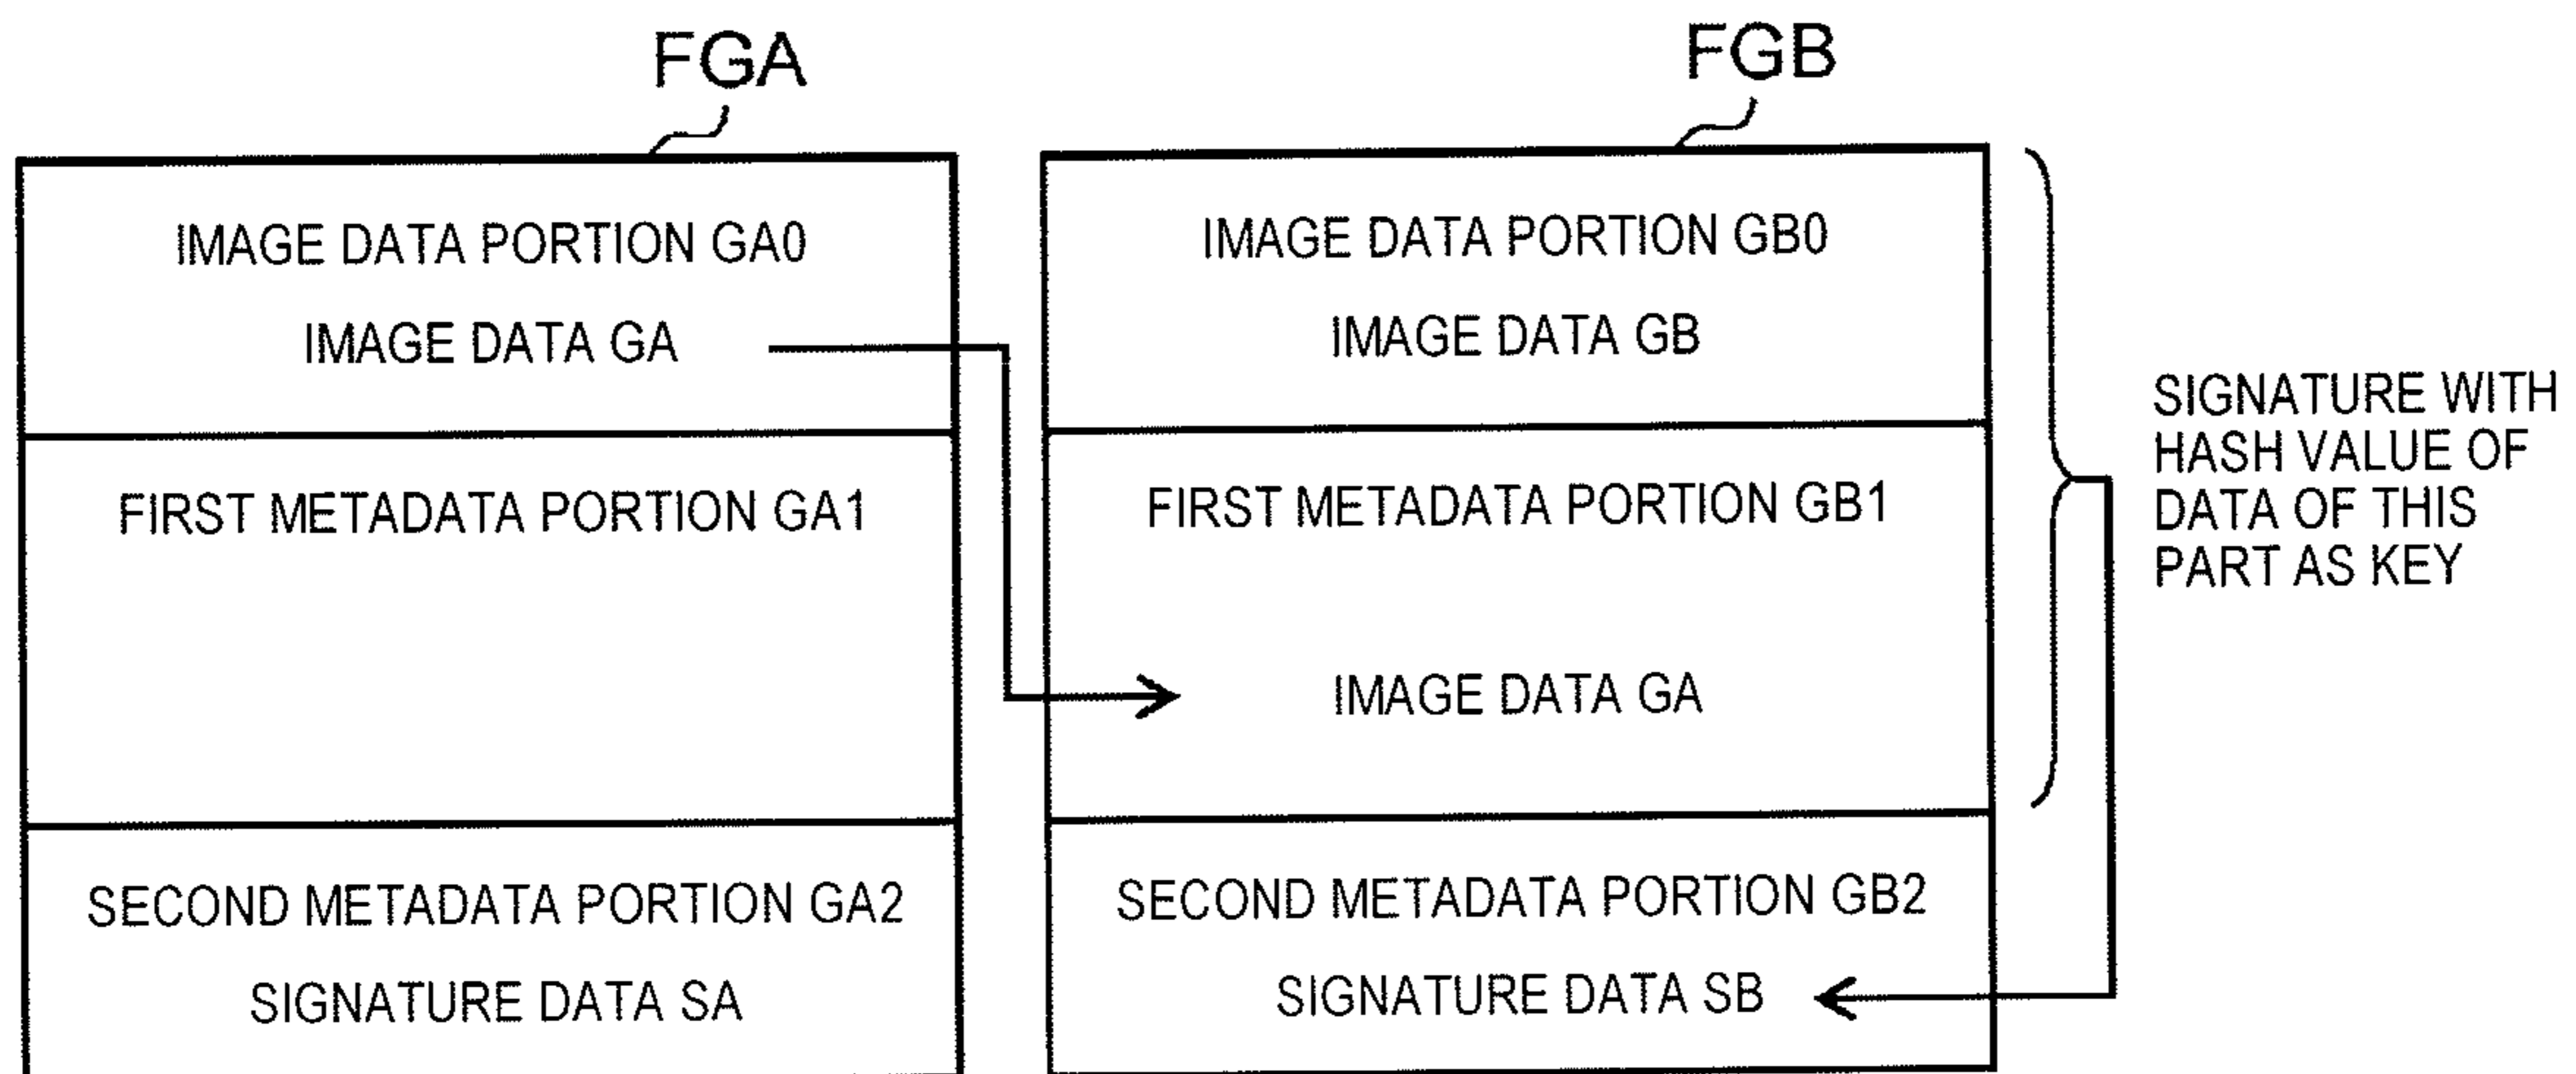 FGA
FGB
IMAGE DATA PORTION GA0
IMAGE DATA GA
FIRST METADATA PORTION GA1
SECOND METADATA PORTION GA2
SIGNATURE DATA SA
IMAGE DATA PORTION GB0
IMAGE DATA GB
FIRST METADATA PORTION GB1
IMAGE DATA GA
SECOND METADATA PORTION GB2
SIGNATURE DATA SB
SIGNATURE WITH
HASH VALUE OF
DATA OF THIS
PART AS KEY